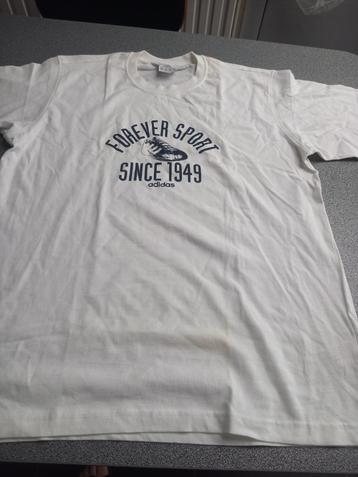 FOREVER SPORT
SINCE 1949
adidas